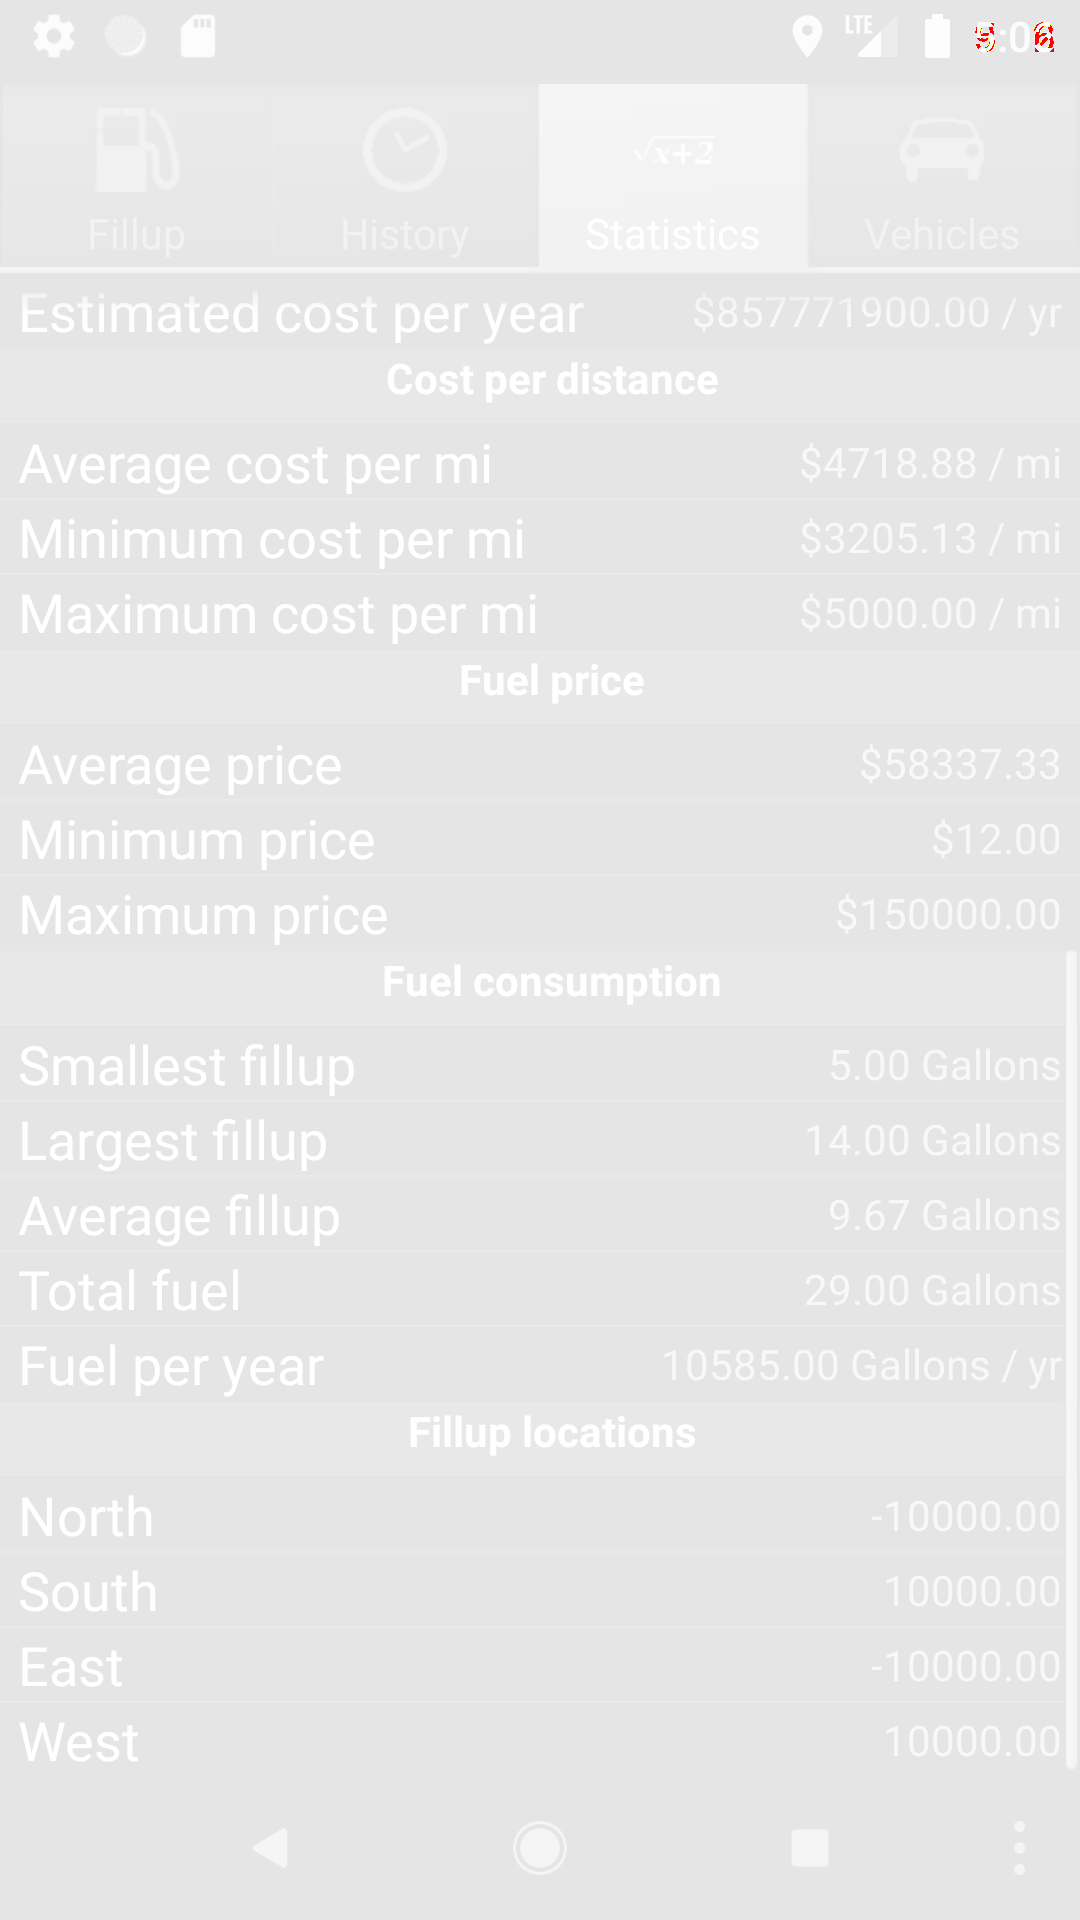 LTE
Fillup History √x+2 Statistics Vehicles
Estimated cost per year $857771900.00 / yr
Cost per distance
Average cost per mi $4718.88 / mi
Minimum cost per mi $3205.13 / mi
Maximum cost per mi $5000.00 / mi
Fuel price
Average price $58337.33
Minimum price $12.00
Maximum price $150000.00
Fuel consumption
Smallest fillup 5.00 Gallons
Largest fillup 14.00 Gallons
Average fillup 9.67 Gallons
Total fuel 29.00 Gallons
Fuel per year 10585.00 Gallons / yr
Fillup locations
North -10000.00
South 10000.00
East -10000.00
West 10000.00